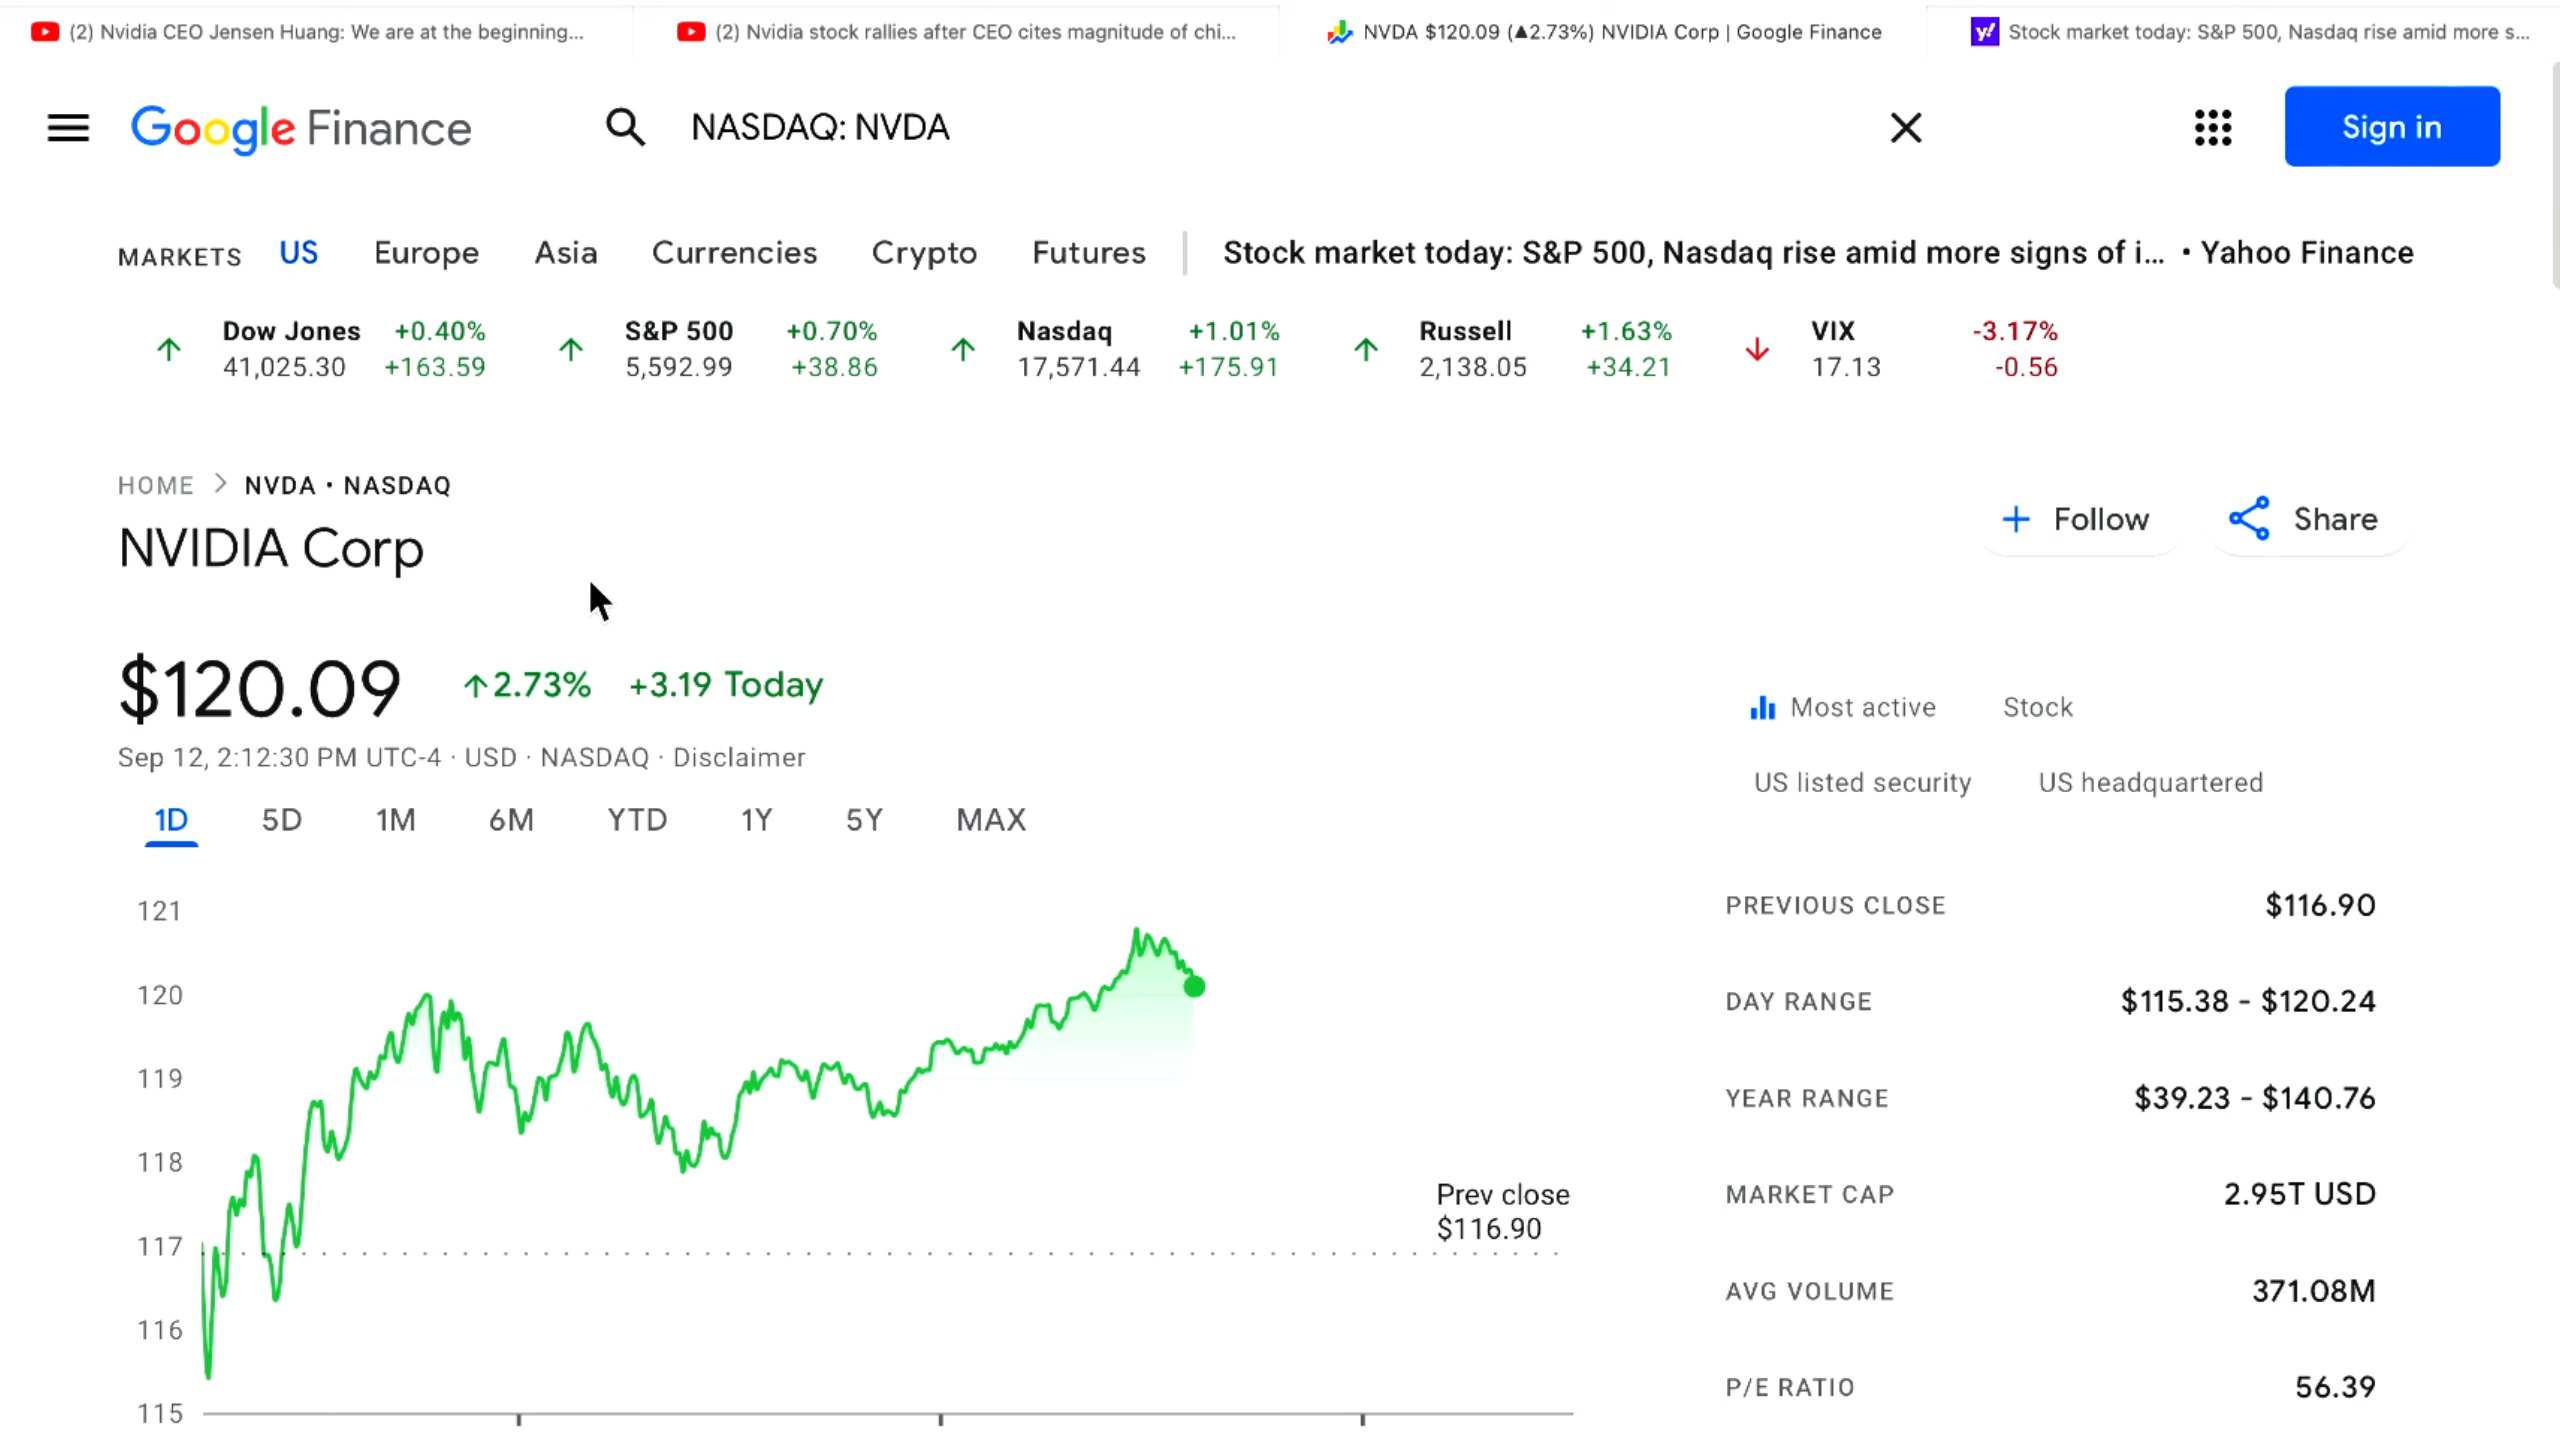 (2) Nvidia CEO Jensen Huang: We are at the beginning...
(2) Nvidia stock rallies after CEO cites magnitude of chi...
NVDA $120.09 (▲2.73%) NVIDIA Corp | Google Finance
Stock market today: S&P 500, Nasdaq rise amid more s...
Google Finance
NASDAQ: NVDA
Sign in
MARKETS US Europe Asia Currencies Crypto Futures
Stock market today: S&P 500, Nasdaq rise amid more signs of i... • Yahoo Finance
Dow Jones +0.40%
41,025.30 +163.59
S&P 500 +0.70%
5,592.99 +38.86
Nasdaq +1.01%
17,571.44 +175.91
Russell +1.63%
2,138.05 +34.21
VIX -3.17%
17.13 -0.56
HOME > NVDA • NASDAQ
NVIDIA Corp
Follow
Share
$120.09 ↑2.73% +3.19 Today
Sep 12, 2:12:30 PM UTC-4 · USD · NASDAQ · Disclaimer
1D 5D 1M 6M YTD 1Y 5Y MAX
121
120
119
118
117
116
115
Prev close
$116.90
Most active Stock
US listed security US headquartered
PREVIOUS CLOSE $116.90
DAY RANGE $115.38 - $120.24
YEAR RANGE $39.23 - $140.76
MARKET CAP 2.95T USD
AVG VOLUME 371.08M
P/E RATIO 56.39